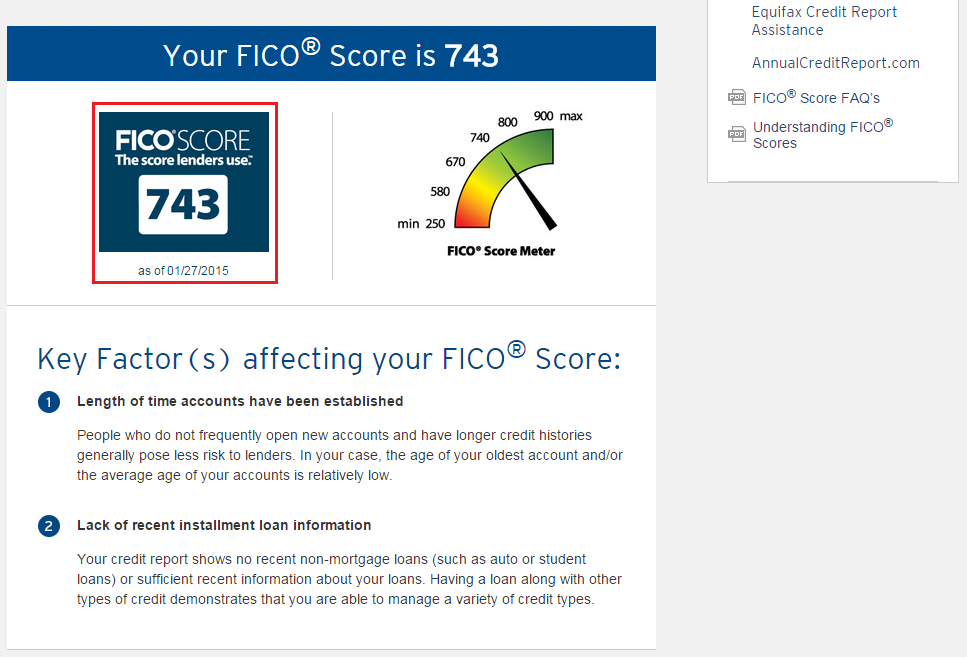 Your FICO® Score is 743
FICO® SCORE
The score lenders use.™
743
as of 01/27/2015
900 max
800
740
670
580
min 250
FICO® Score Meter
Key Factor(s) affecting your FICO® Score:
1 Length of time accounts have been established
People who do not frequently open new accounts and have longer credit histories
generally pose less risk to lenders. In your case, the age of your oldest account and/or
the average age of your accounts is relatively low.
2 Lack of recent installment loan information
Your credit report shows no recent non-mortgage loans (such as auto or student
loans) or sufficient recent information about your loans. Having a loan along with other
types of credit demonstrates that you are able to manage a variety of credit types.
Equifax Credit Report
Assistance
AnnualCreditReport.com
PDF FICO® Score FAQ's
PDF Understanding FICO®
Scores